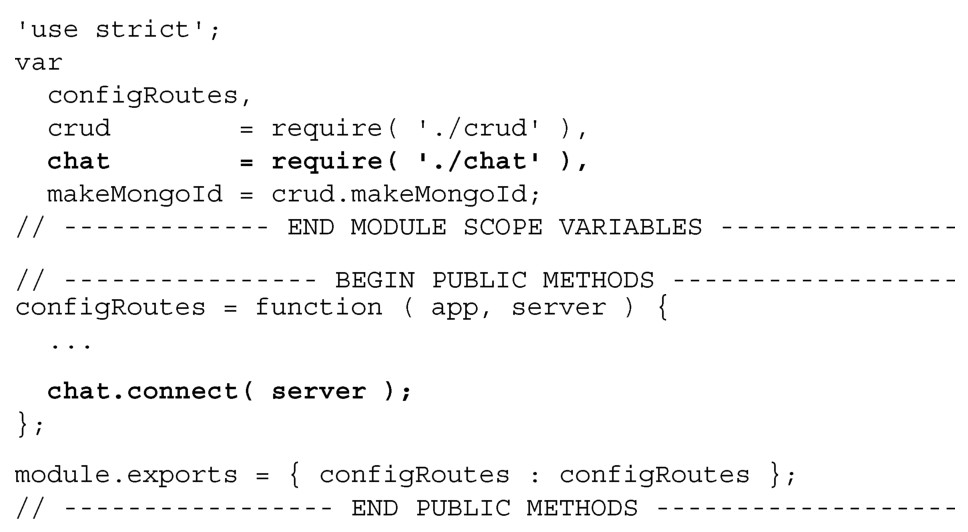 'use strict';
var
  configRoutes,
  crud        = require( './crud' ),
  chat        = require( './chat' ),
  makeMongoId = crud.makeMongoId;
// ------------- END MODULE SCOPE VARIABLES ---------------
// ---------------- BEGIN PUBLIC METHODS ------------------
configRoutes = function ( app, server ) {
  ...
  chat.connect( server );
};
module.exports = { configRoutes : configRoutes };
// ----------------- END PUBLIC METHODS -------------------